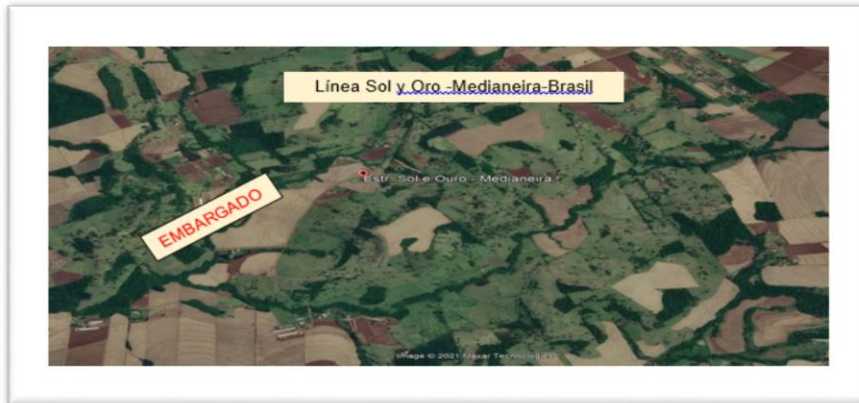 Línea Sol y Oro -Medianeira-Brasil
Estr. Sol e Ouro - Medianeira
EMBARGADO
Image © 2021 Maxar Technologies